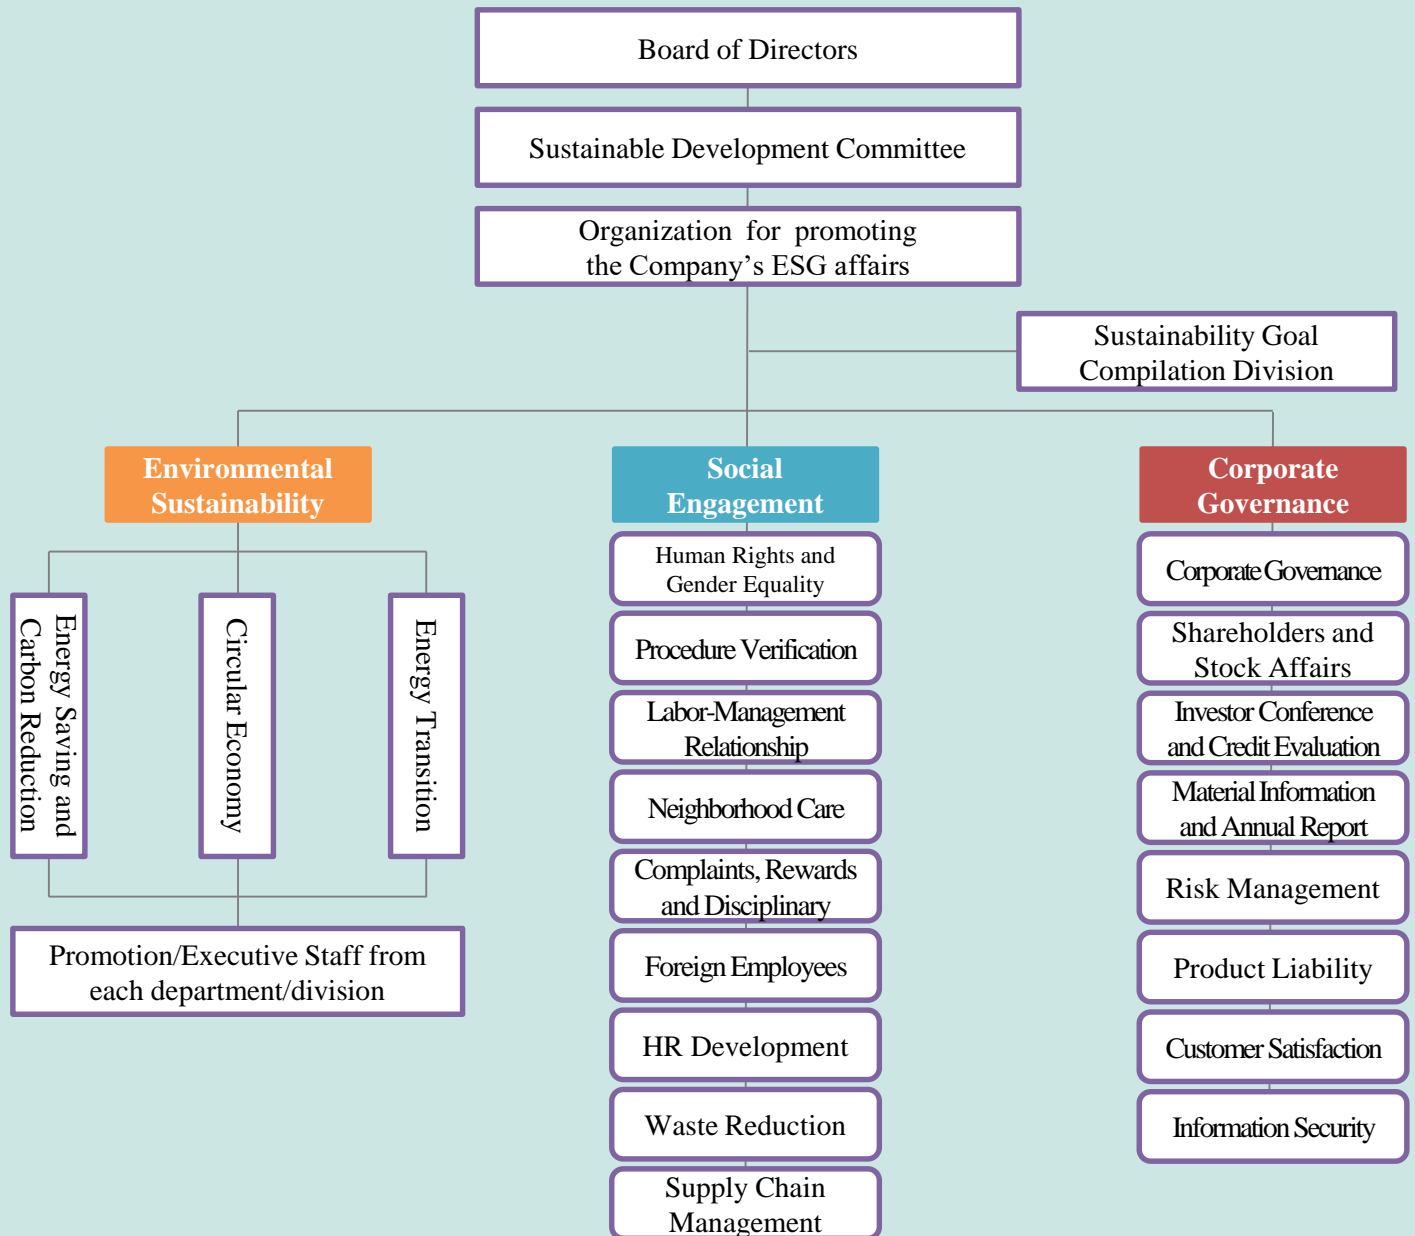 Board of Directors
Sustainable Development Committee
Organization for promoting
the Company’s ESG affairs
Sustainability Goal
Compilation Division
Environmental
Sustainability
Energy Saving and
Carbon Reduction
Circular Economy
Energy Transition
Promotion/Executive Staff from
each department/division
Social
Engagement
Human Rights and
Gender Equality
Procedure Verification
Labor-Management
Relationship
Neighborhood Care
Complaints, Rewards
and Disciplinary
Foreign Employees
HR Development
Waste Reduction
Supply Chain
Management
Corporate
Governance
Corporate Governance
Shareholders and
Stock Affairs
Investor Conference
and Credit Evaluation
Material Information
and Annual Report
Risk Management
Product Liability
Customer Satisfaction
Information Security